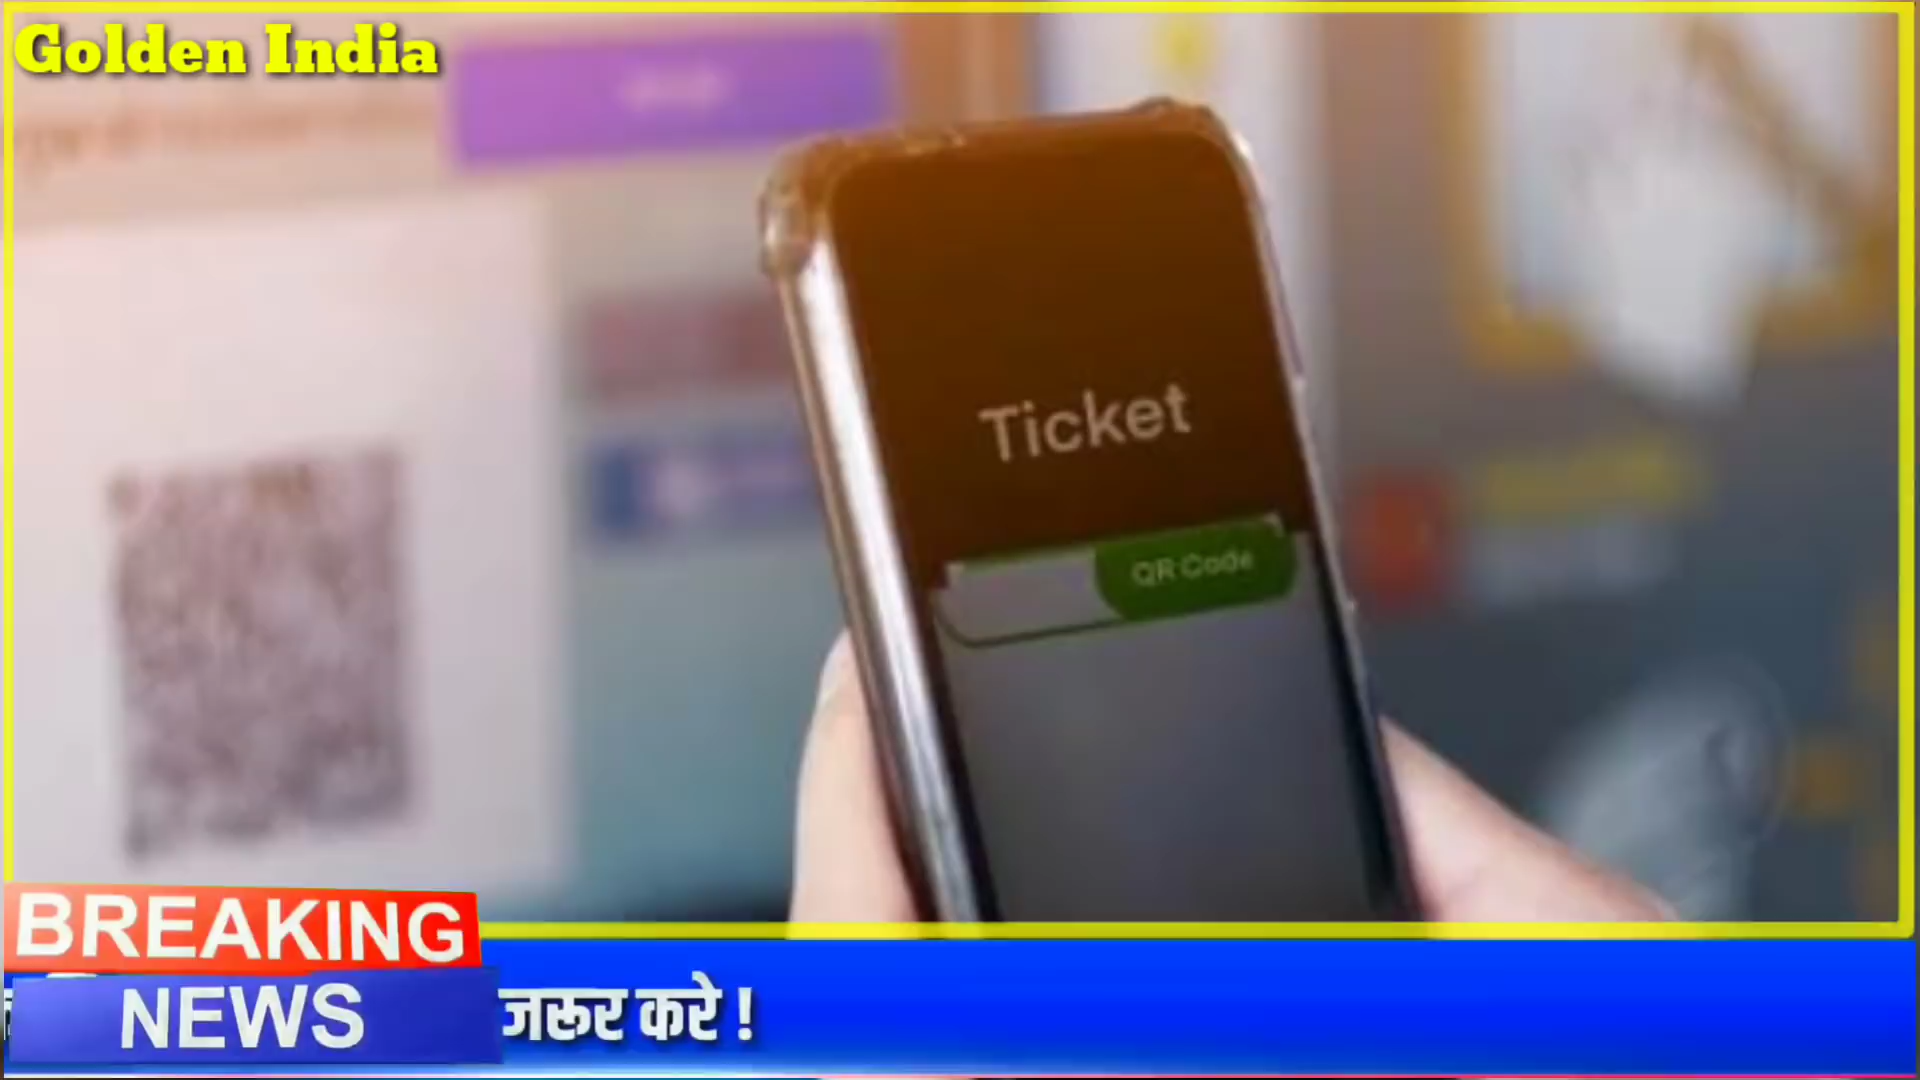 Golden India
Ticket
QR Code
BREAKING
NEWS
जरूर करे !